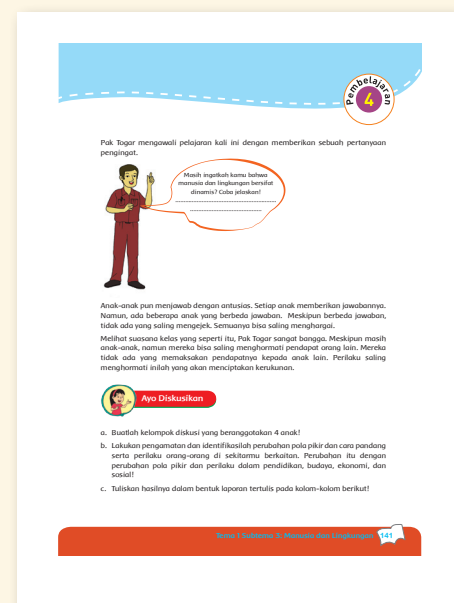 Pembelajaran
4
Pak Togar mengawali pelajaran kali ini dengan memberikan sebuah pertanyaan
pengingat.
Masih ingatkah kamu bahwa
manusia dan lingkungan bersifat
dinamis? Coba jelaskan!
Anak-anak pun menjawab dengan antusias. Setiap anak memberikan jawabannya.
Namun, ada beberapa anak yang berbeda jawaban. Meskipun berbeda jawaban,
tidak ada yang saling mengejek. Semuanya bisa saling menghargai.
Melihat suasana kelas yang seperti itu, Pak Togar sangat bangga. Meskipun masih
anak-anak, namun mereka bisa saling menghormati pendapat orang lain. Mereka
tidak ada yang memaksakan pendapatnya kepada anak lain. Perilaku saling
menghormati inilah yang akan menciptakan kerukunan.
Ayo Diskusikan
a. Buatlah kelompok diskusi yang beranggotakan 4 anak!
b. Lakukan pengamatan dan identifikasilah perubahan pola pikir dan cara pandang
serta perilaku orang-orang di sekitarmu berkaitan. Perubahan itu dengan
perubahan pola pikir dan perilaku dalam pendidikan, budaya, ekonomi, dan
sosial!
c. Tuliskan hasilnya dalam bentuk laporan tertulis pada kolom-kolom berikut!
Manusia dan Lingkungan
141